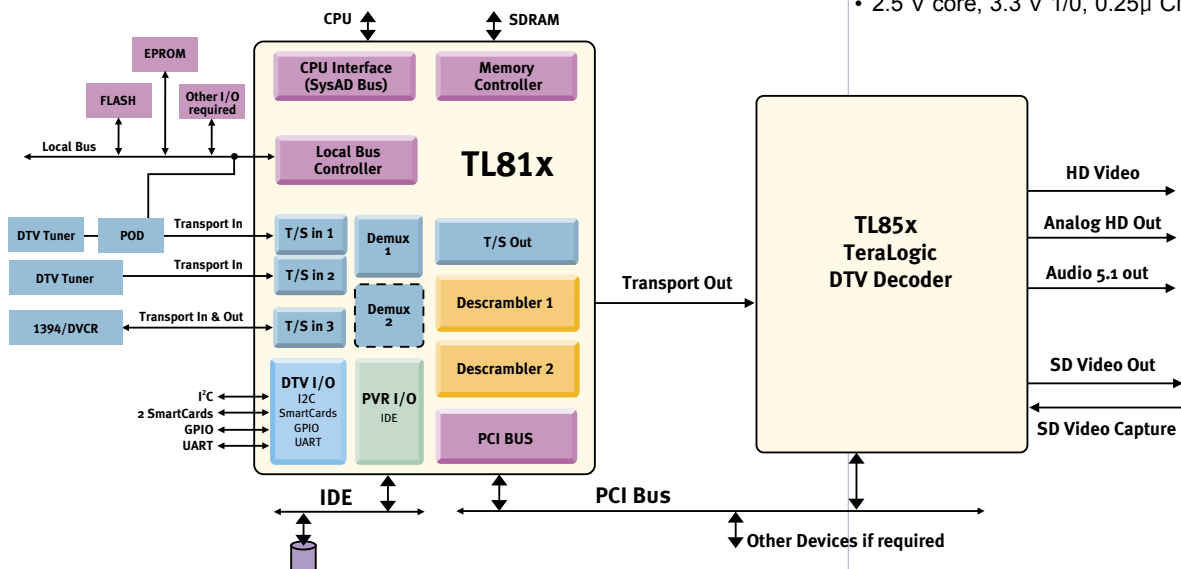 • 2.5 V core, 3.3 V 1/0, 0.25µ
CPU
SDRAM
EPROM
FLASH
Other I/O
required
Local Bus
CPU Interface
(SysAD Bus)
Memory
Controller
Local Bus
Controller
TL81x
DTV Tuner
POD
Transport In
T/S in 1
Demux
1
T/S Out
DTV Tuner
Transport In
T/S in 2
Descrambler 1
Demux
2
1394/DVCR
Transport In & Out
T/S in 3
Descrambler 2
DTV I/O
I2C
SmartCards
GPIO
UART
PVR I/O
IDE
PCI BUS
I²C
2 SmartCards
GPIO
UART
Transport Out
TL85x
TeraLogic
DTV Decoder
HD Video
Analog HD Out
Audio 5.1 out
SD Video Out
SD Video Capture
IDE
PCI Bus
Other Devices if required